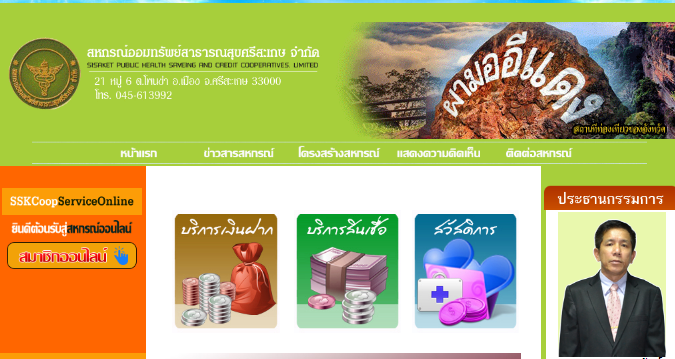 สหกรณ์ออมทรัพย์สาธารณสุขศรีสะเกษ จำกัด
SISAKET PUBLIC HEALTH SAVEING AND CREDIT COOPERATIVES. LIMITED
21 หมู่ 6 ต.โพนข่า อ.เมือง จ.ศรีสะเกษ 33000
โทร. 045-613992
ผามออีแดง
สถานที่ท่องเที่ยวของจังหวัด
หน้าแรก ข่าวสารสหกรณ์ โครงสร้างสหกรณ์ แสดงความคิดเห็น ติดต่อสหกรณ์
SSKCoopServiceOnline
ยินดีต้อนรับสู่สหกรณ์ออนไลน์
สมาชิกออนไลน์
บริการเงินฝาก บริการสินเชื่อ สวัสดิการ
ประธานกรรมการ